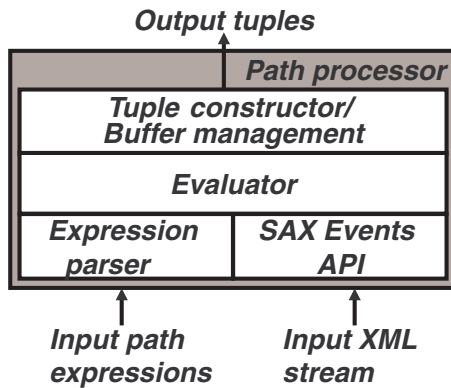 Output tuples
Path processor
Tuple constructor/
Buffer management
Evaluator
Expression
parser
SAX Events
API
Input path
expressions
Input XML
stream